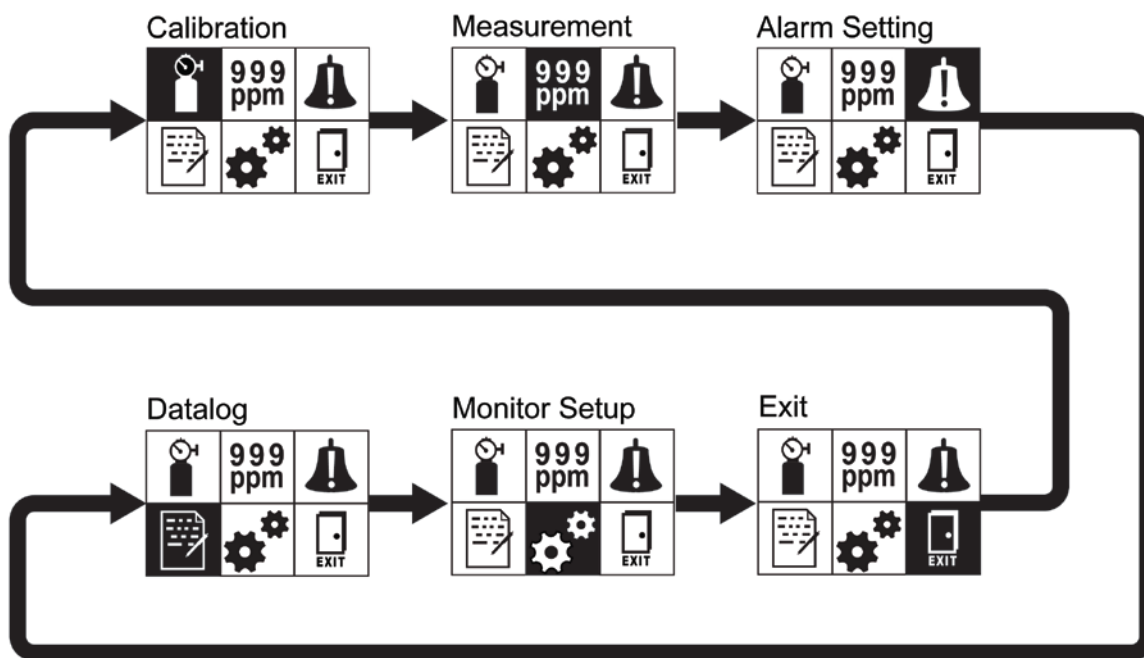 Calibration
999
ppm
EXIT
Measurement
999
ppm
EXIT
Alarm Setting
999
ppm
EXIT
Datalog
999
ppm
EXIT
Monitor Setup
999
ppm
EXIT
Exit
999
ppm
EXIT